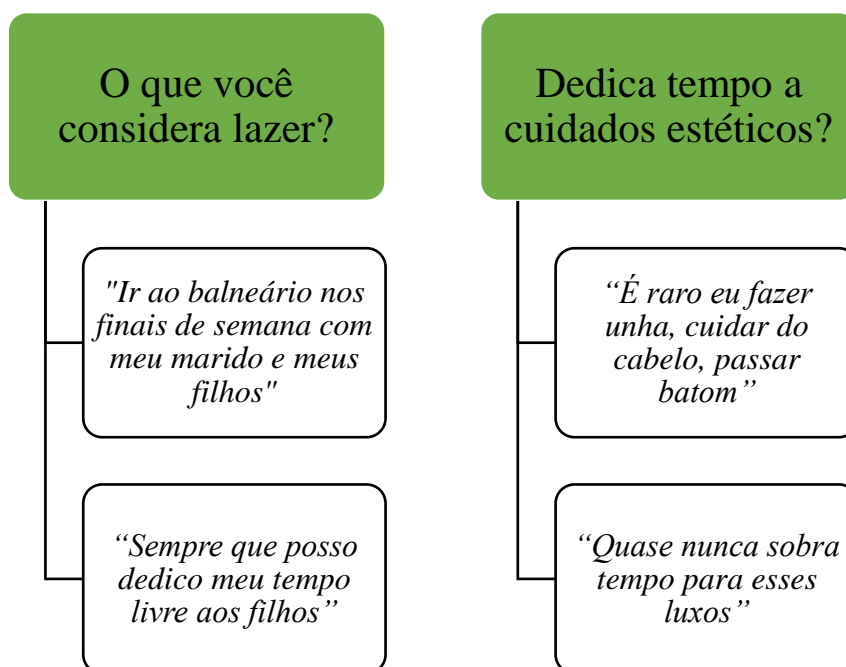 O que você
considera lazer?
"Ir ao balneário nos
finais de semana com
meu marido e meus
filhos"
“Sempre que posso
dedico meu tempo
livre aos filhos”
Dedica tempo a
cuidados estéticos?
“É raro eu fazer
unha, cuidar do
cabelo, passar
batom”
“Quase nunca sobra
tempo para esses
luxos”